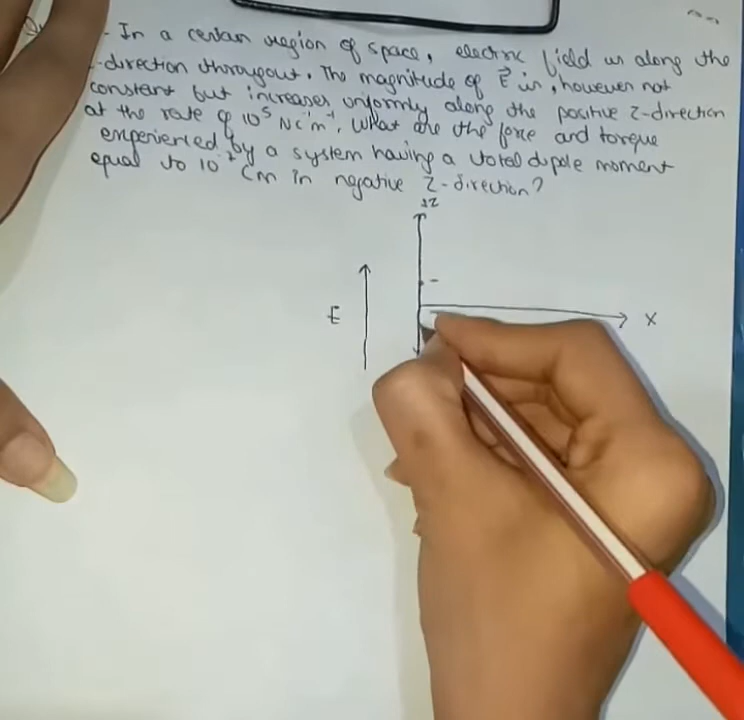 - In a certain region of space, electric field is along the
-direction througout. The magnitude of E⃗ is, however not
constant but increases uniformly along the positive Z-direction
at the rate of 10⁵ NC⁻¹m⁻¹. What are the force and torque
experienced by a system having a total dipole moment
equal to 10⁻ Cm in negative Z-direction?
Z
E
X